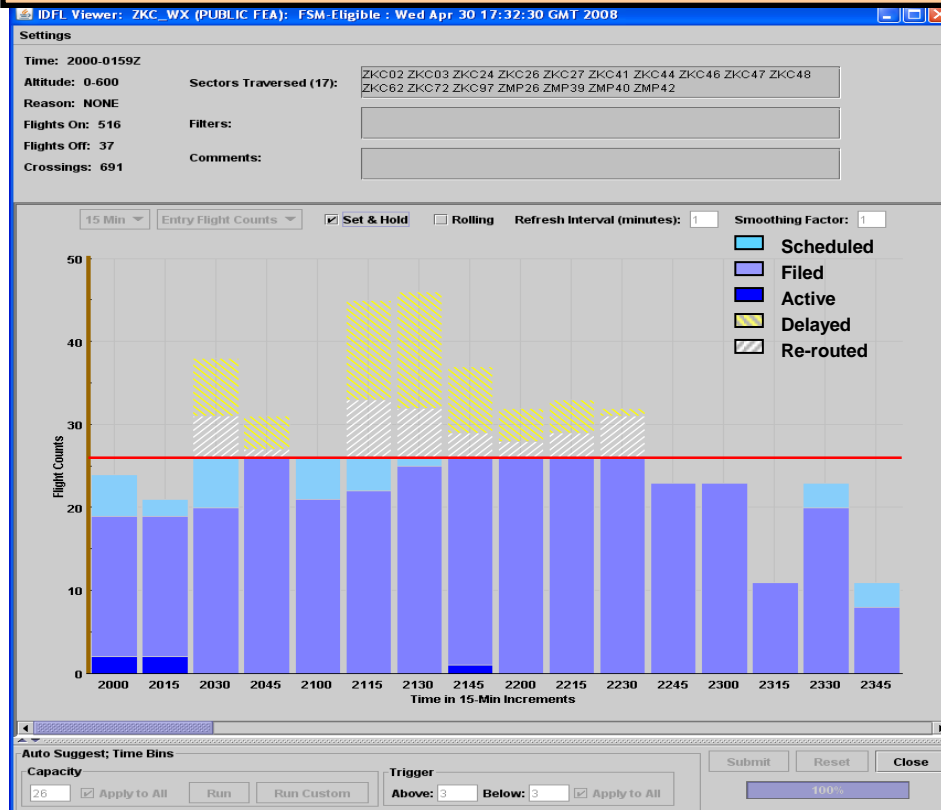 IDFL Viewer: ZKC_WX (PUBLIC FEA): FSM-Eligible : Wed Apr 30 17:32:30 GMT 2008
Settings
Time: 2000-0159Z
Altitude: 0-600
Reason: NONE
Flights On: 516
Flights Off: 37
Crossings: 691
Sectors Traversed (17):
ZKC02 ZKC03 ZKC24 ZKC26 ZKC27 ZKC41 ZKC44 ZKC46 ZKC47 ZKC48
ZKC62 ZKC72 ZKC97 ZMP26 ZMP39 ZMP40 ZMP42
Filters:
Comments:
15 Min Entry Flight Counts Set & Hold Rolling Refresh Interval (minutes): 1 Smoothing Factor: 1
Scheduled
Filed
Active
Delayed
Re-routed
50
40
30
20
10
0
Flight Counts
2000 2015 2030 2045 2100 2115 2130 2145 2200 2215 2230 2245 2300 2315 2330 2345
Time in 15-Min Increments
Auto Suggest; Time Bins
Capacity
26 Apply to All Run Run Custom
Trigger
Above: 3 Below: 3 Apply to All
Submit Reset Close
100%